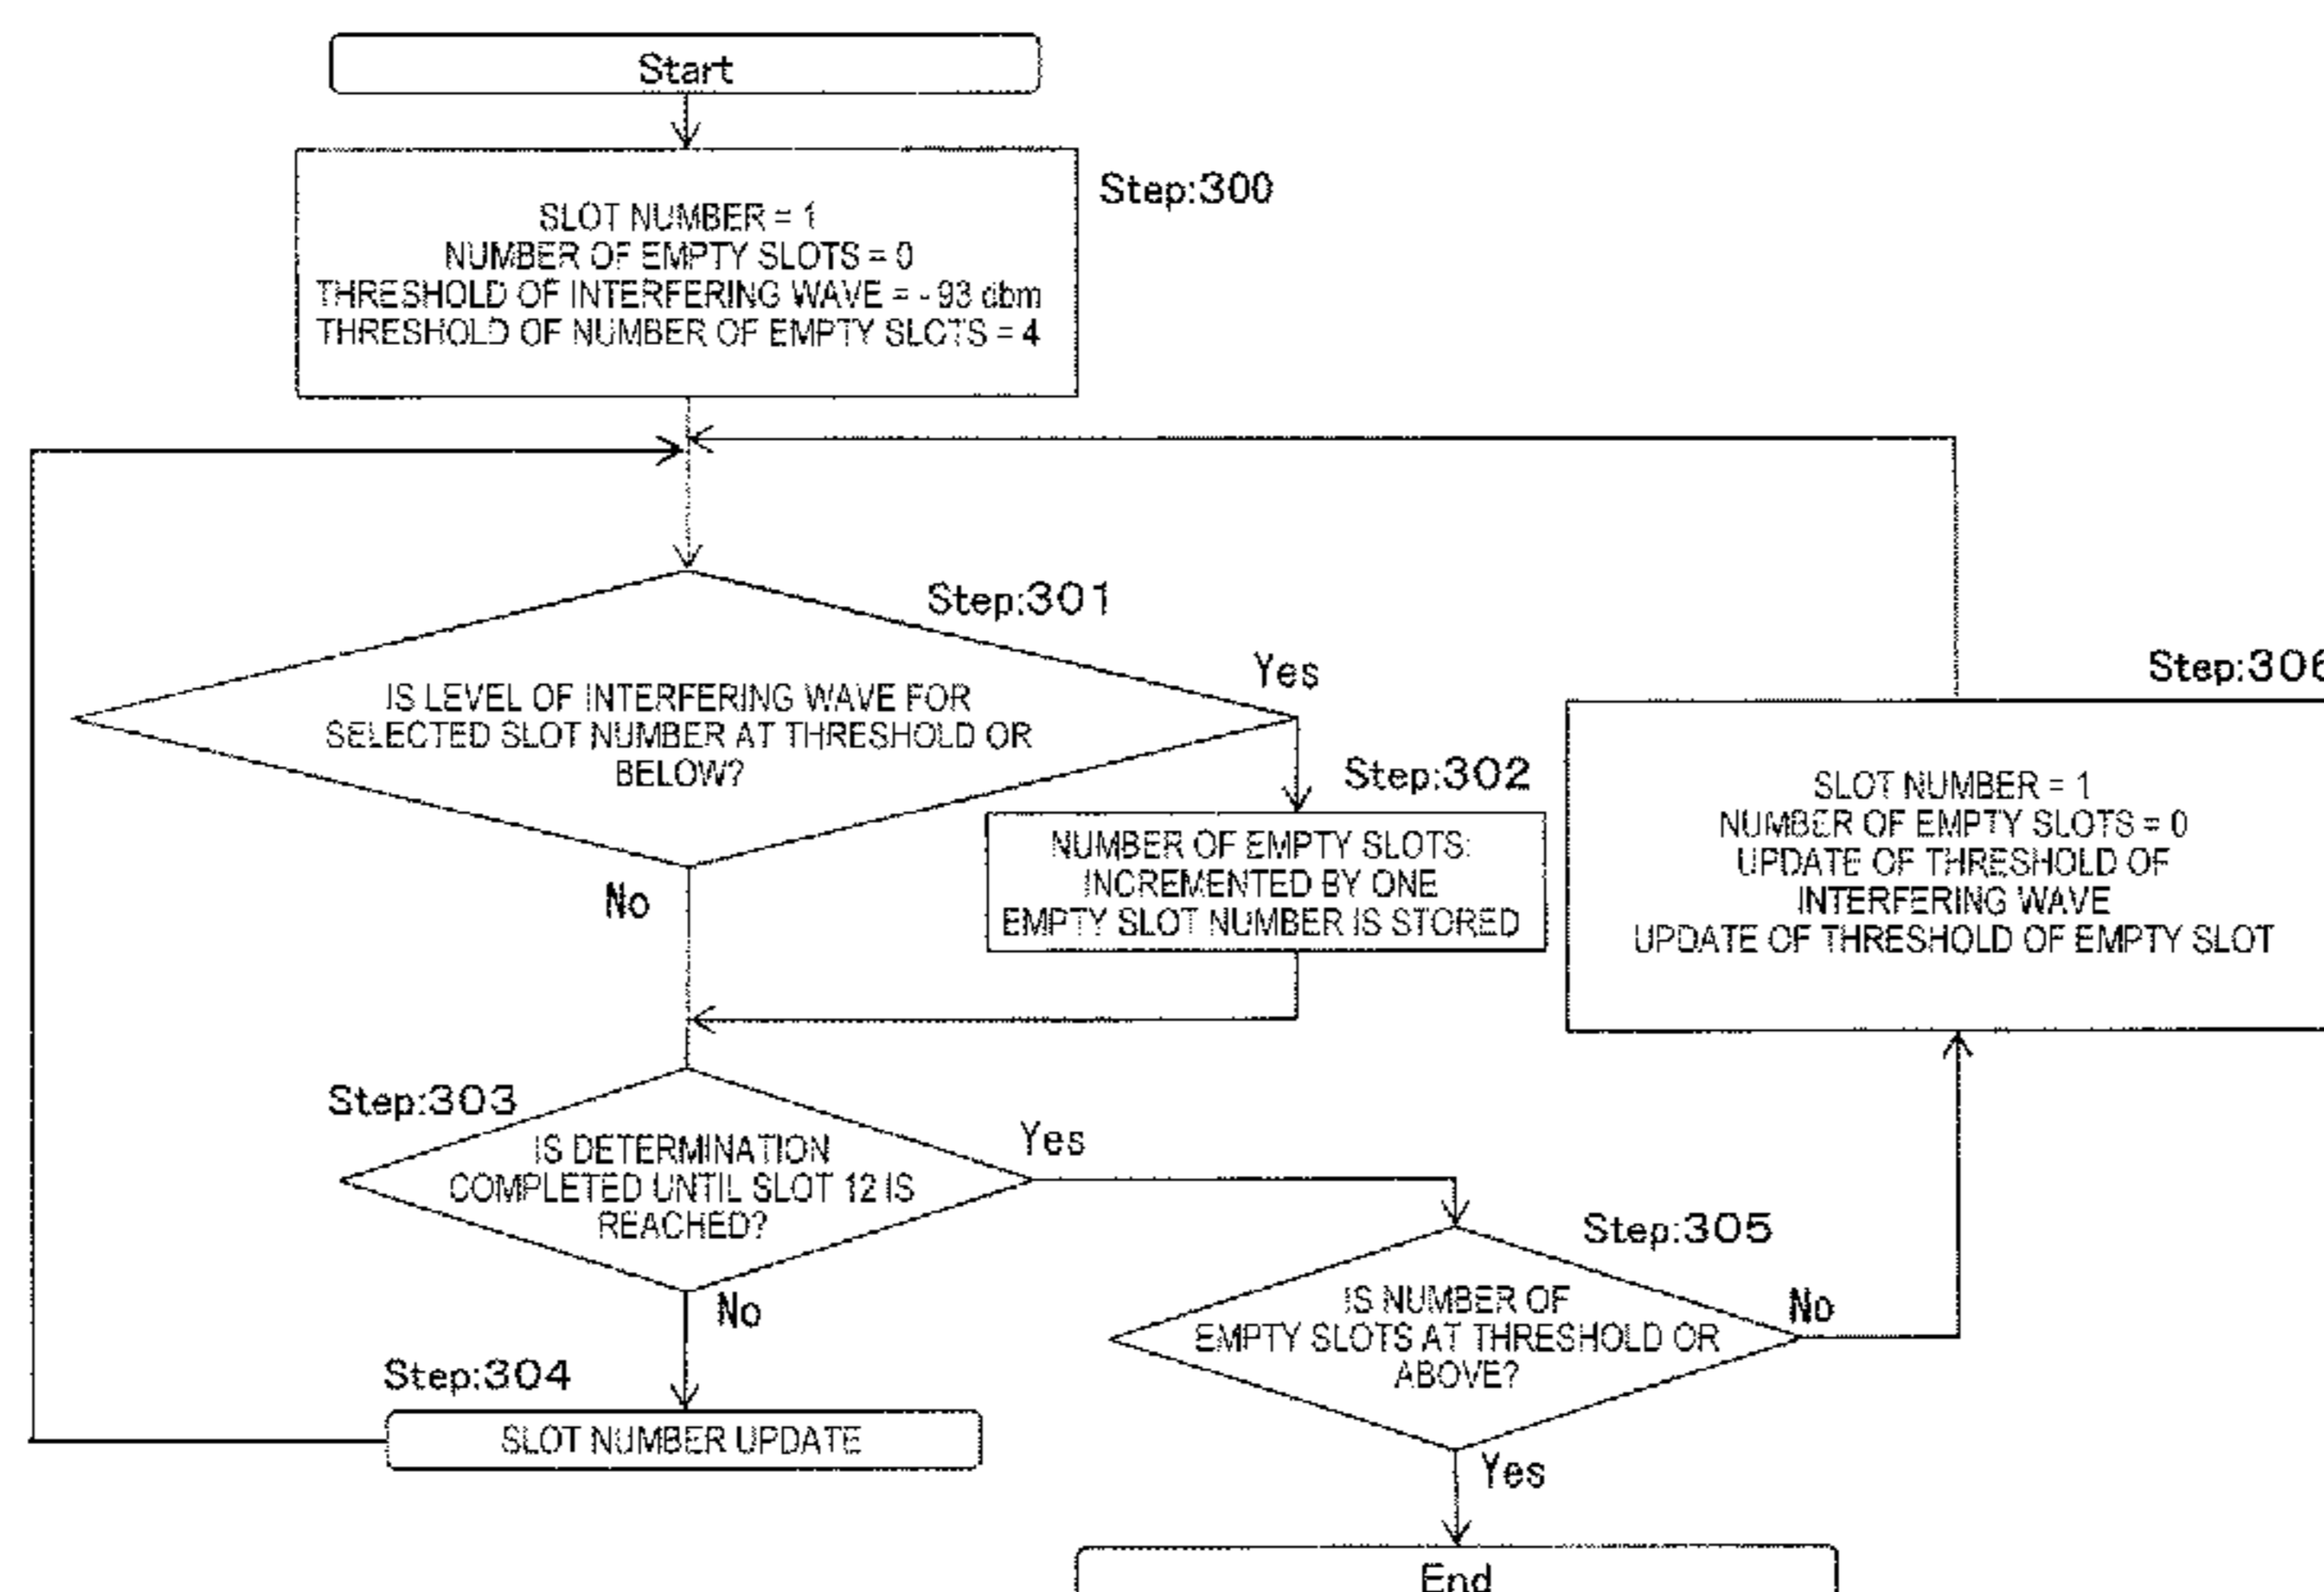 Start
Step:300
SLOT NUMBER = 1
NUMBER OF EMPTY SLOTS = 0
THRESHOLD OF INTERFERING WAVE = - 93 dbm
THRESHOLD OF NUMBER OF EMPTY SLOTS = 4
Step:301
IS LEVEL OF INTERFERING WAVE FOR
SELECTED SLOT NUMBER AT THRESHOLD OR
BELOW?
Yes
No
Step:302
NUMBER OF EMPTY SLOTS:
INCREMENTED BY ONE
EMPTY SLOT NUMBER IS STORED
Step:306
SLOT NUMBER = 1
NUMBER OF EMPTY SLOTS = 0
UPDATE OF THRESHOLD OF
INTERFERING WAVE
UPDATE OF THRESHOLD OF EMPTY SLOT
Step:303
IS DETERMINATION
COMPLETED UNTIL SLOT 12 IS
REACHED?
Yes
No
Step:304
SLOT NUMBER UPDATE
Step:305
IS NUMBER OF
EMPTY SLOTS AT THRESHOLD OR
ABOVE?
No
Yes
End